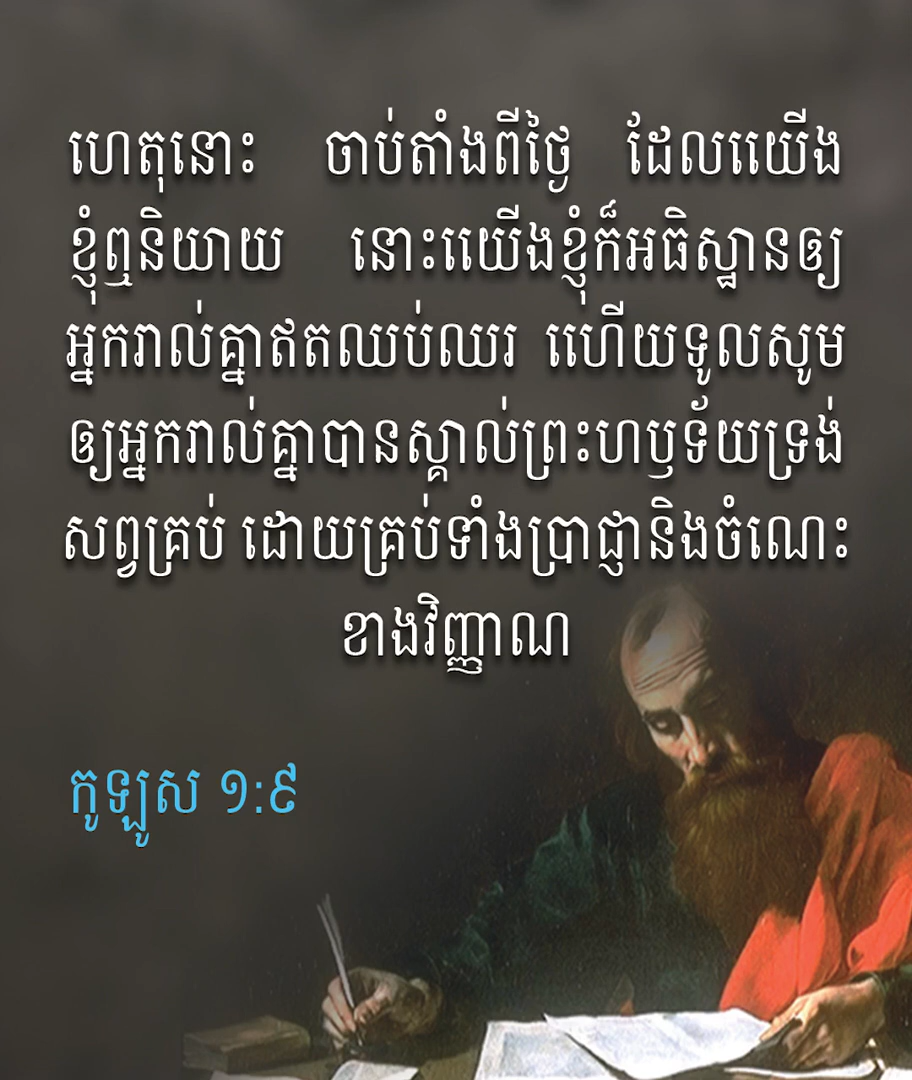 ហេតុនោះ ចាប់តាំងពីថ្ងៃ ដែលយើង
ខ្ញុំឮនិយាយ នោះយើងខ្ញុំក៏អធិស្ឋានឲ្យ
អ្នករាល់គ្នាឥតឈប់ឈរ ហើយទូលសូម
ឲ្យអ្នករាល់គ្នាបានស្គាល់ព្រះហឫទ័យទ្រង់
សព្វគ្រប់ ដោយគ្រប់ទាំងប្រាជ្ញានិងចំណេះ
ខាងវិញ្ញាណ
កូឡូស ១:៩